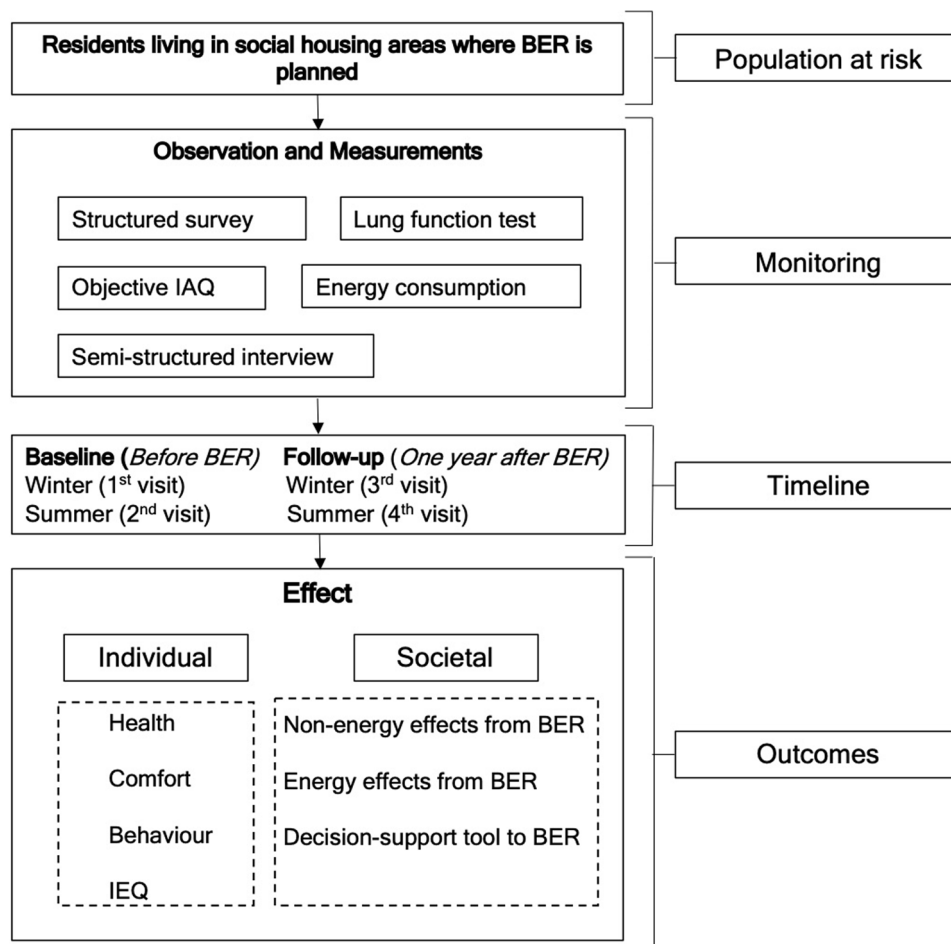 Residents living in social housing areas where BER is
planned
Population at risk
Observation and Measurements
Structured survey
Lung function test
Objective IAQ
Energy consumption
Semi-structured interview
Monitoring
Baseline (Before BER)
Winter (1st visit)
Summer (2nd visit)
Follow-up (One year after BER)
Winter (3rd visit)
Summer (4th visit)
Timeline
Effect
Individual
Health
Comfort
Behaviour
IEQ
Societal
Non-energy effects from BER
Energy effects from BER
Decision-support tool to BER
Outcomes